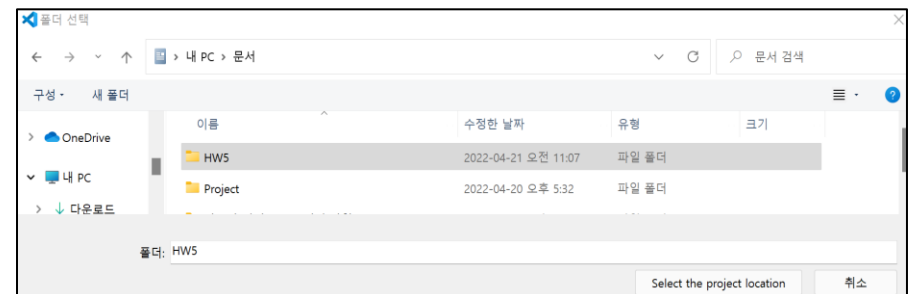 폴더 선택
내 PC > 문서
문서 검색
구성 새 폴더
이름 수정한 날짜 유형 크기
OneDrive
HW5 2022-04-21 오전 11:07 파일 폴더
내 PC
Project 2022-04-20 오후 5:32 파일 폴더
다운로드
폴더: HW5
Select the project location 취소